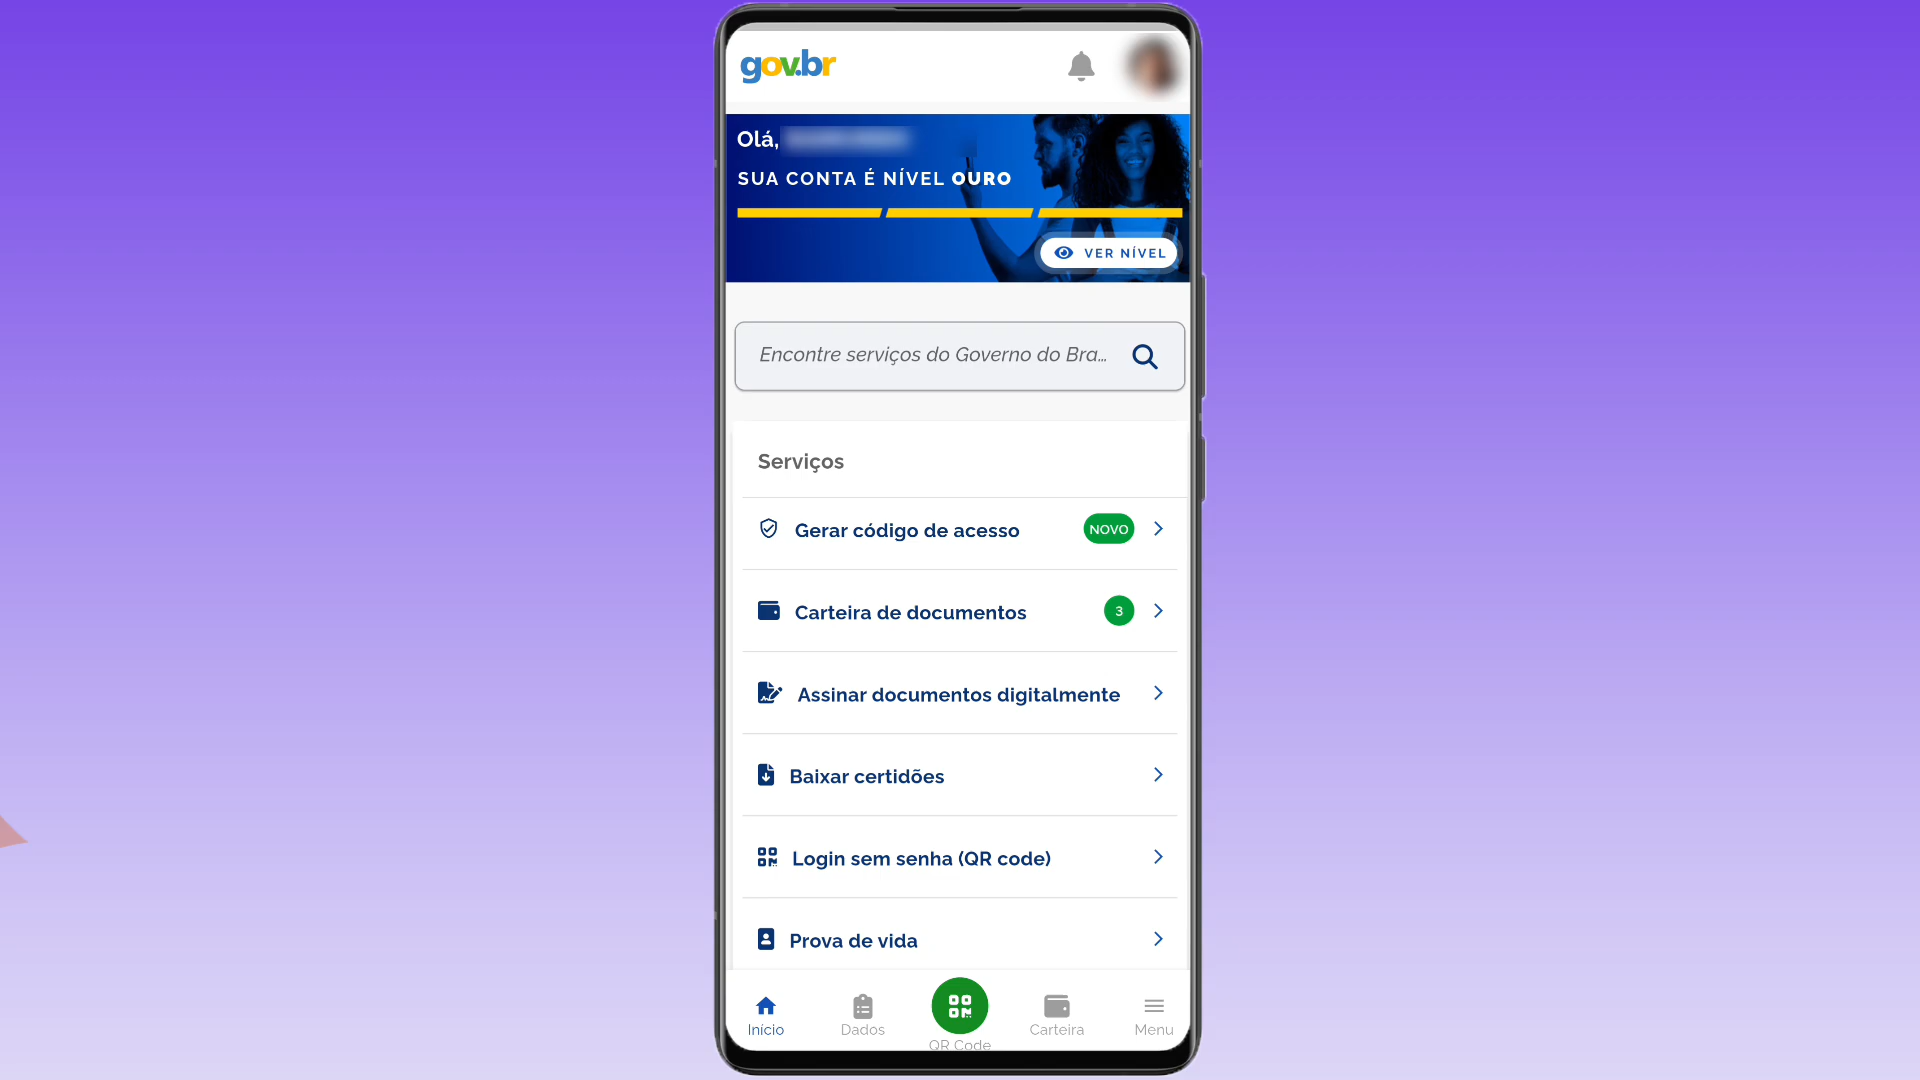 gov.br
Olá,
SUA CONTA É NÍVEL OURO
VER NÍVEL
Encontre serviços do Governo do Bra...
Serviços
Gerar código de acesso NOVO
Carteira de documentos 3
Assinar documentos digitalmente
Baixar certidões
Login sem senha (QR code)
Prova de vida
Início Dados QR Code Carteira Menu